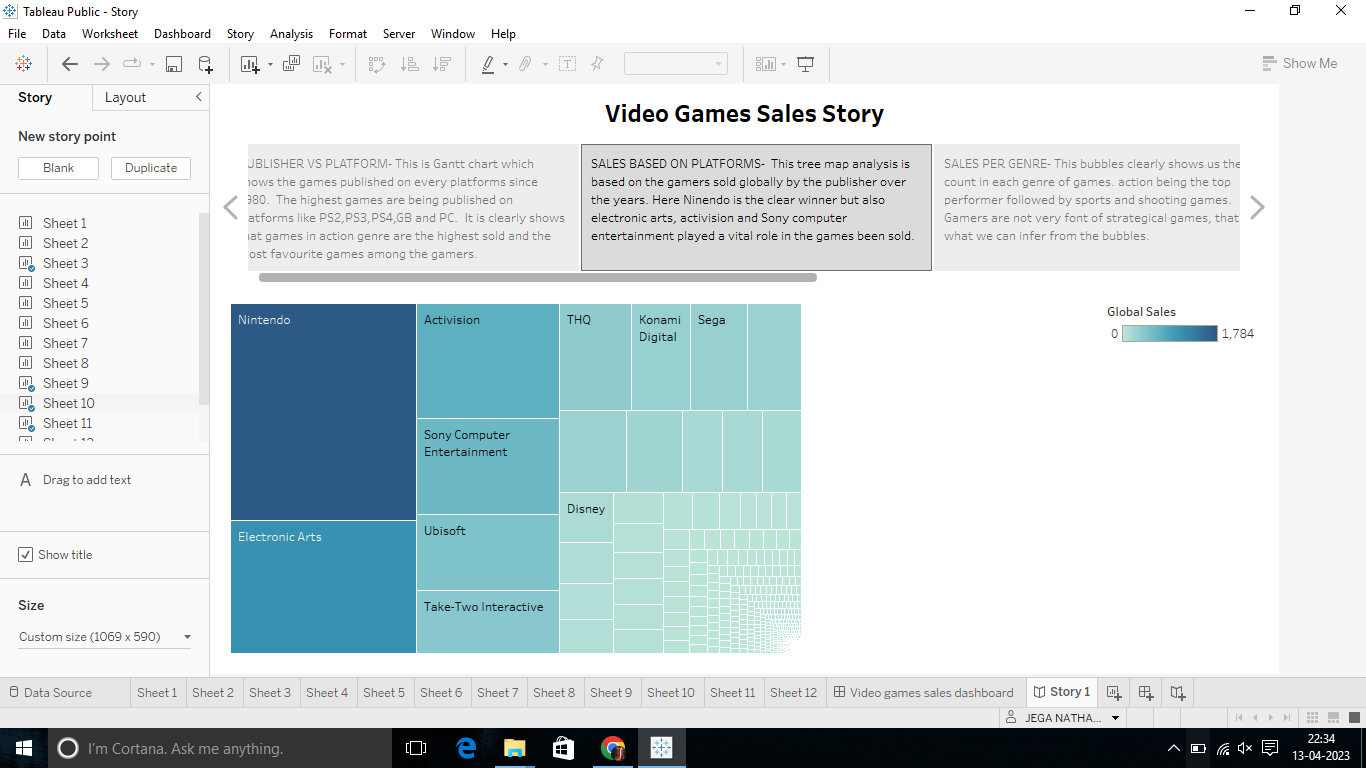 Tableau Public - Story
File Data Worksheet Dashboard Story Analysis Format Server Window Help
Show Me
Story Layout
New story point
Blank Duplicate
Sheet 1
Sheet 2
Sheet 3
Sheet 4
Sheet 5
Sheet 6
Sheet 7
Sheet 8
Sheet 9
Sheet 10
Sheet 11
A Drag to add text
Show title
Size
Custom size (1069 x 590)
Video Games Sales Story
UBLISHER VS PLATFORM- This is Gantt chart which
ows the games published on every platforms since
980. The highest games are being published on
atforms like PS2,PS3,PS4,GB and PC. It is clearly shows
at games in action genre are the highest sold and the
ost favourite games among the gamers.
SALES BASED ON PLATFORMS- This tree map analysis is
based on the gamers sold globally by the publisher over
the years. Here Ninendo is the clear winner but also
electronic arts, activision and Sony computer
entertainment played a vital role in the games been sold.
SALES PER GENRE- This bubbles clearly shows us the
count in each genre of games. action being the top
performer followed by sports and shooting games.
Gamers are not very font of strategical games, that
what we can infer from the bubbles.
Nintendo
Electronic Arts
Activision
Sony Computer
Entertainment
Ubisoft
Take-Two Interactive
THQ
Konami
Digital
Sega
Disney
Global Sales
0 1,784
Data Source Sheet 1 Sheet 2 Sheet 3 Sheet 4 Sheet 5 Sheet 6 Sheet 7 Sheet 8 Sheet 9 Sheet 10 Sheet 11 Sheet 12 Video games sales dashboard Story 1
JEGA NATHA...
I'm Cortana. Ask me anything.
22:34
13-04-2023